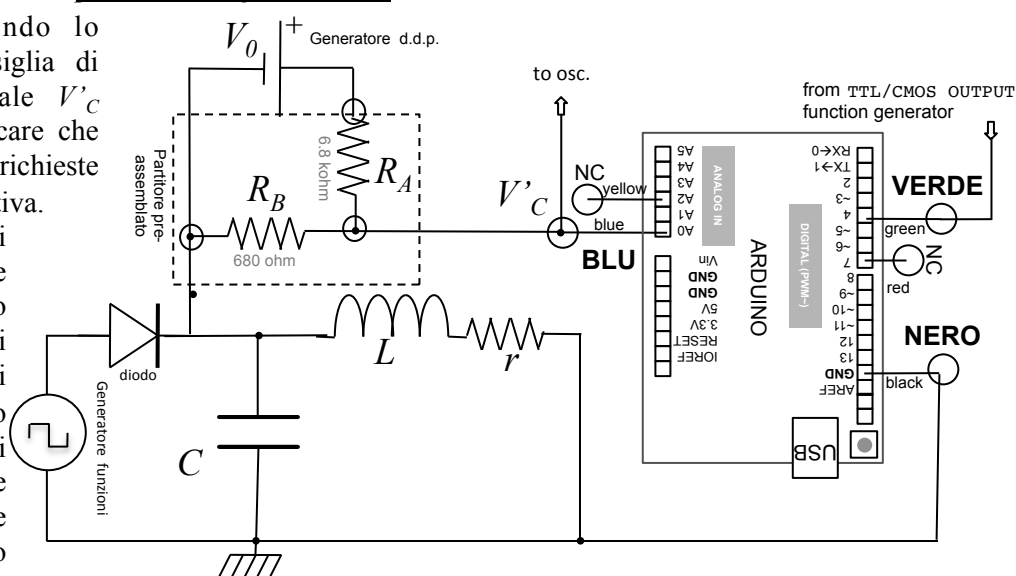 ndo lo
siglia di
ale V'C
care che
richieste
tiva.
i
e
o
i
i
o
i
e
e
o
V0
+
Generatore d.d.p.
Partitore pre-
assemblato
6.8 kohm
RA
RB
680 ohm
diodo
L
r
C
Generatore funzioni
to osc.
V'C
NC
yellow
blue
BLU
A5
A4
A3
A2
A1
A0
ANALOG IN
Vin
GND
GND
5V
3.3V
RESET
IOREF
ARDUINO
DIGITAL (PWM~)
RX←0
TX→1
2
~3
4
~5
~6
7
8
~9
~10
~11
12
13
GND
AREF
USB
from TTL/CMOS OUTPUT
function generator
VERDE
green
NC
red
NERO
black